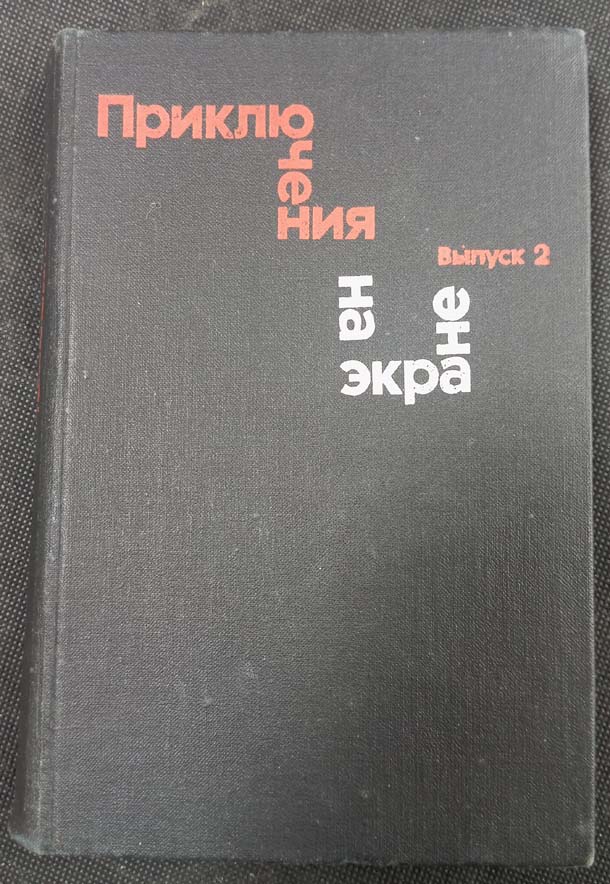 Приключения
Выпуск 2
на
экране